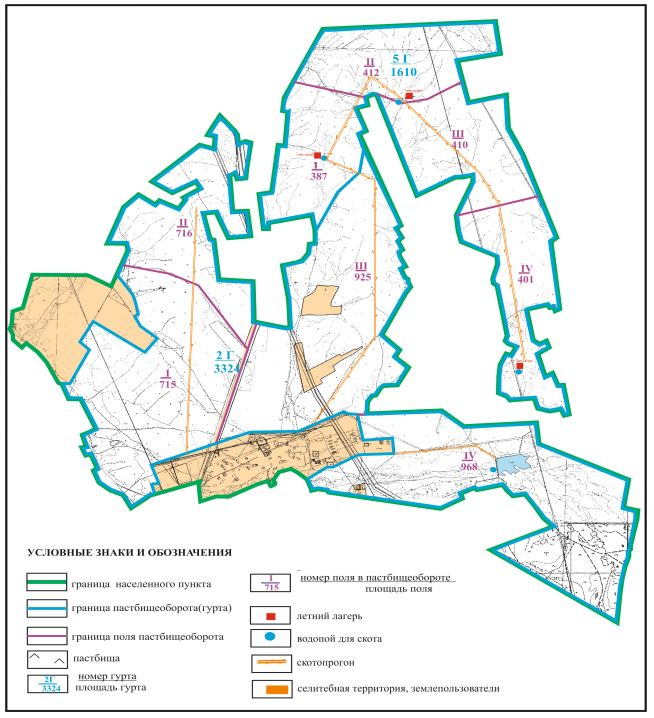 II
412
5 Г
1610
III
410
I
387
II
716
III
925
IV
401
I
715
2 Г
3324
IV
968
УСЛОВНЫЕ ЗНАКИ И ОБОЗНАЧЕНИЯ
граница населенного пункта
граница пастбищеоборота(гурта)
граница поля пастбищеоборота
пастбища
2Г
3324
номер гурта
площадь гурта
I
715
номер поля в пастбищеобороте
площадь поля
летний лагерь
водопой для скота
скотопрогон
селитебная территория, землепользователи